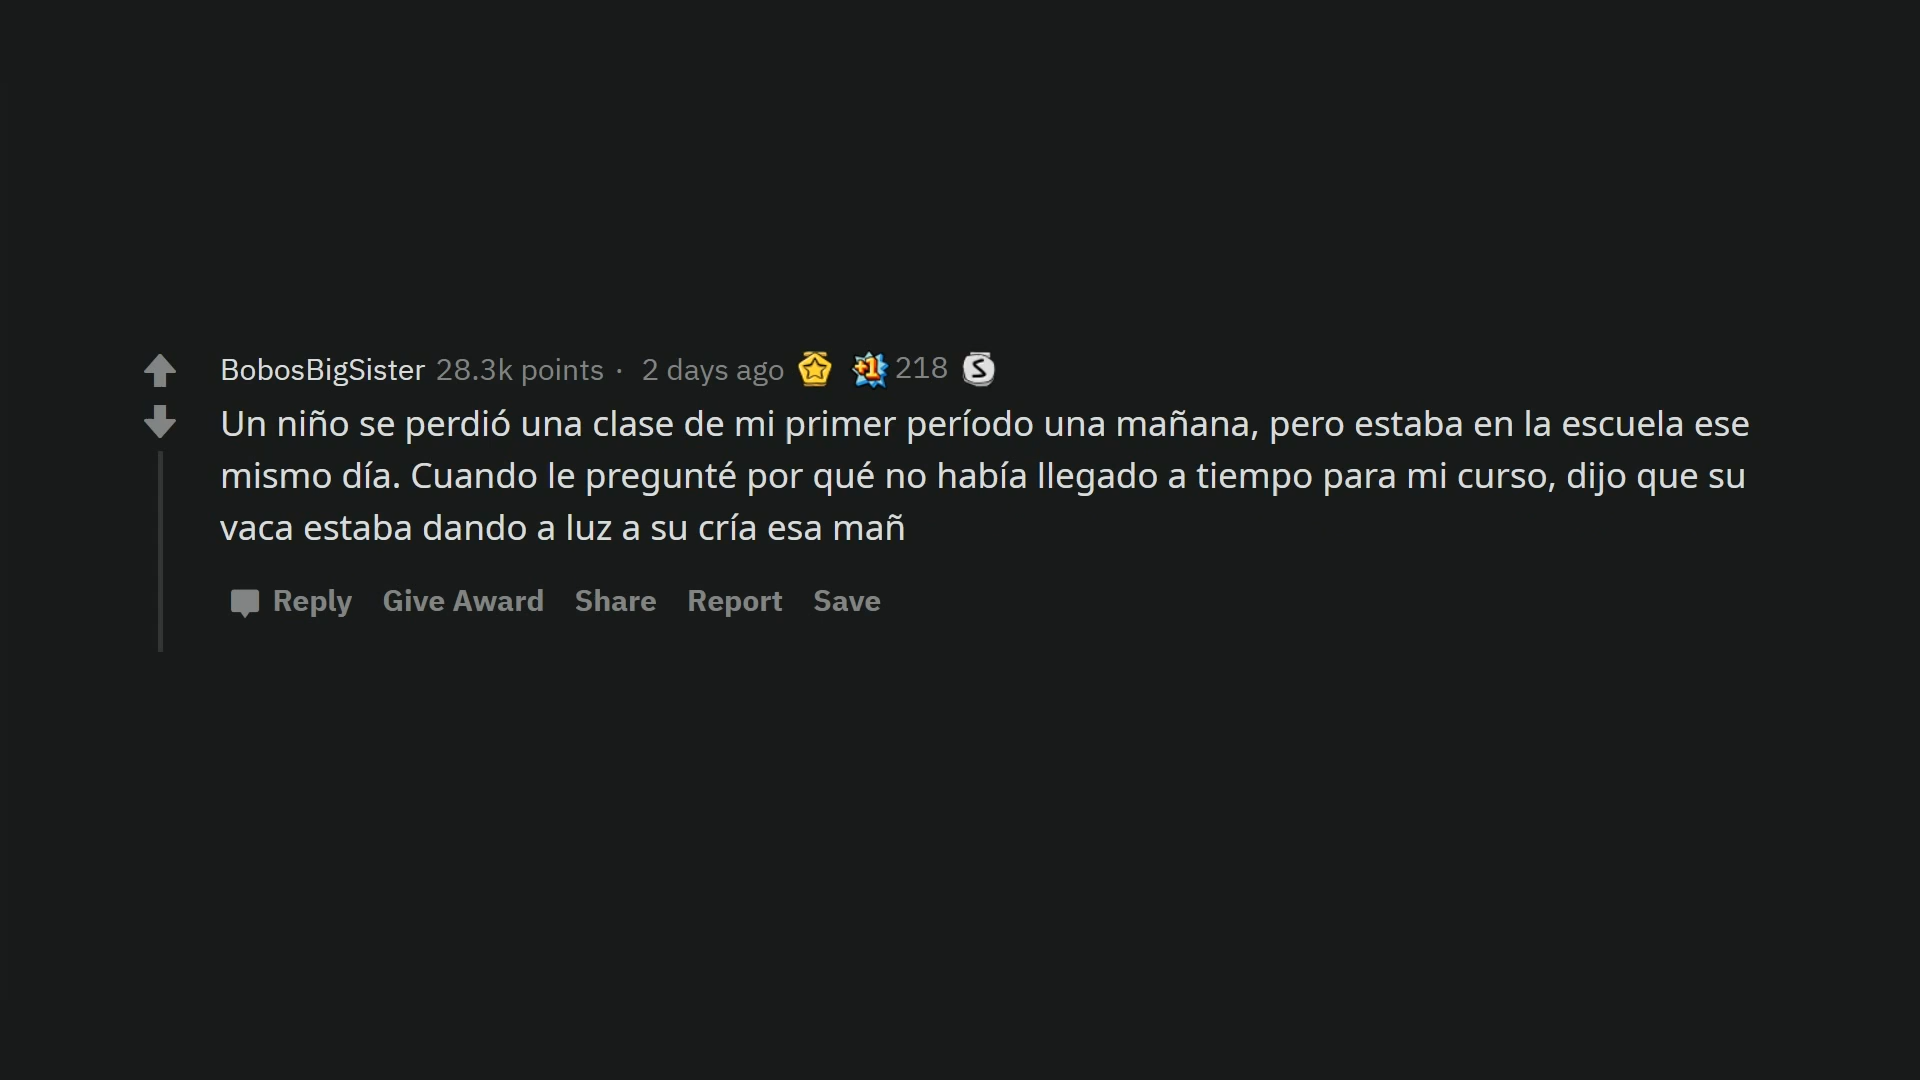 BobosBigSister 28.3k points · 2 days ago +1 218 S
Un niño se perdió una clase de mi primer período una mañana, pero estaba en la escuela ese
mismo día. Cuando le pregunté por qué no había llegado a tiempo para mi curso, dijo que su
vaca estaba dando a luz a su cría esa mañ
Reply Give Award Share Report Save